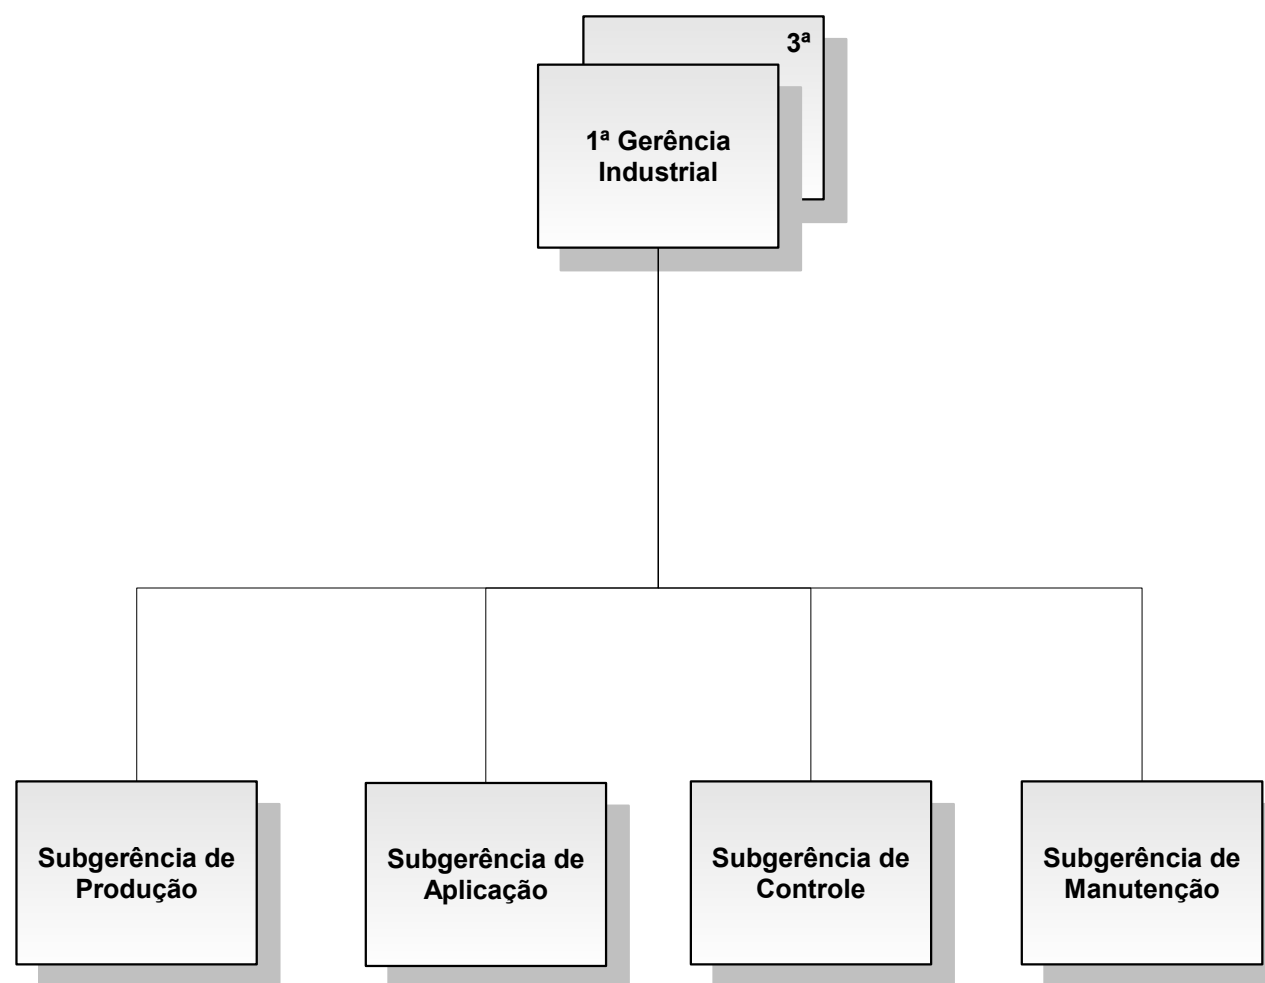 3ª
1ª Gerência
Industrial
Subgerência de
Produção
Subgerência de
Aplicação
Subgerência de
Controle
Subgerência de
Manutenção